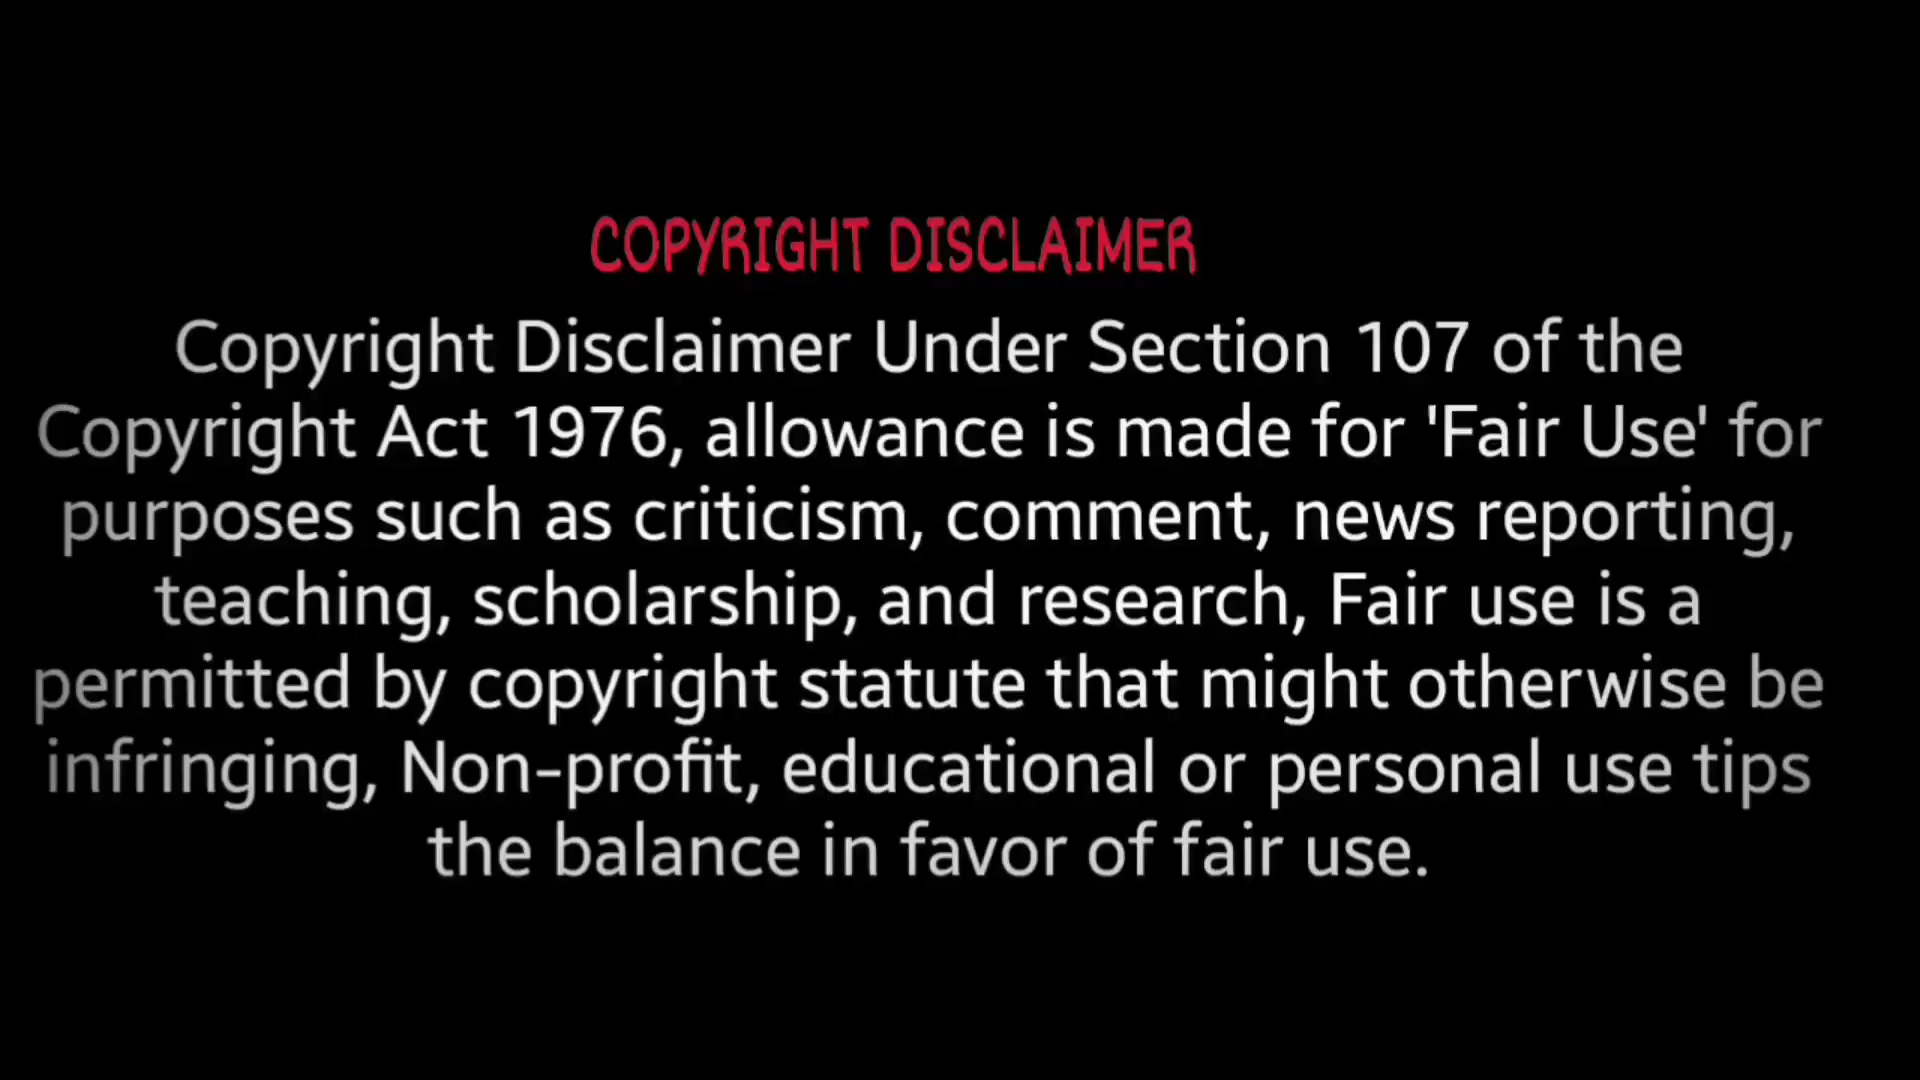 COPYRIGHT DISCLAIMER
Copyright Disclaimer Under Section 107 of the
Copyright Act 1976, allowance is made for 'Fair Use' for
purposes such as criticism, comment, news reporting,
teaching, scholarship, and research, Fair use is a
permitted by copyright statute that might otherwise be
infringing, Non-profit, educational or personal use tips
the balance in favor of fair use.